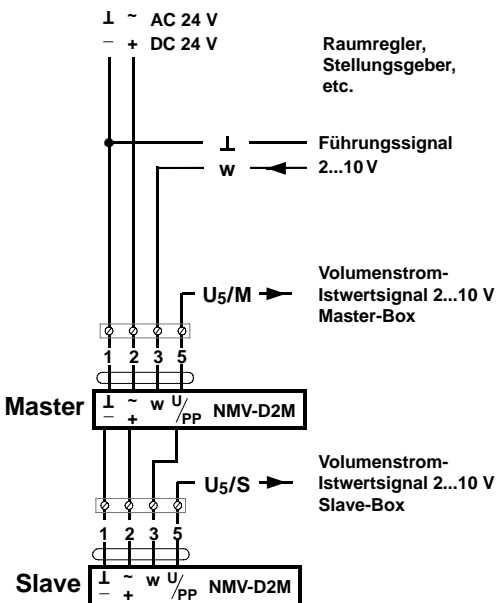 ⊥ ~ AC 24 V
– + DC 24 V
Raumregler,
Stellungsgeber,
etc.
⊥ Führungssignal
w 2...10 V
U5/M
Volumenstrom-
Istwertsignal 2...10 V
Master-Box
1 2 3 5
Master
⊥ ~ w U/PP NMV-D2M
– +
U5/S
Volumenstrom-
Istwertsignal 2...10 V
Slave-Box
1 2 3 5
Slave
⊥ ~ w U/PP NMV-D2M
– +